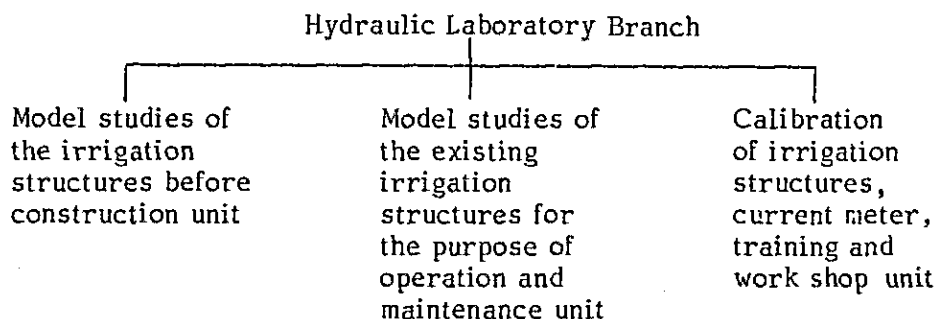 Hydraulic Laboratory Branch
Model studies of
the irrigation
structures before
construction unit
Model studies of
the existing
irrigation
structures for
the purpose of
operation and
maintenance unit
Calibration
of irrigation
structures,
current meter,
training and
work shop unit